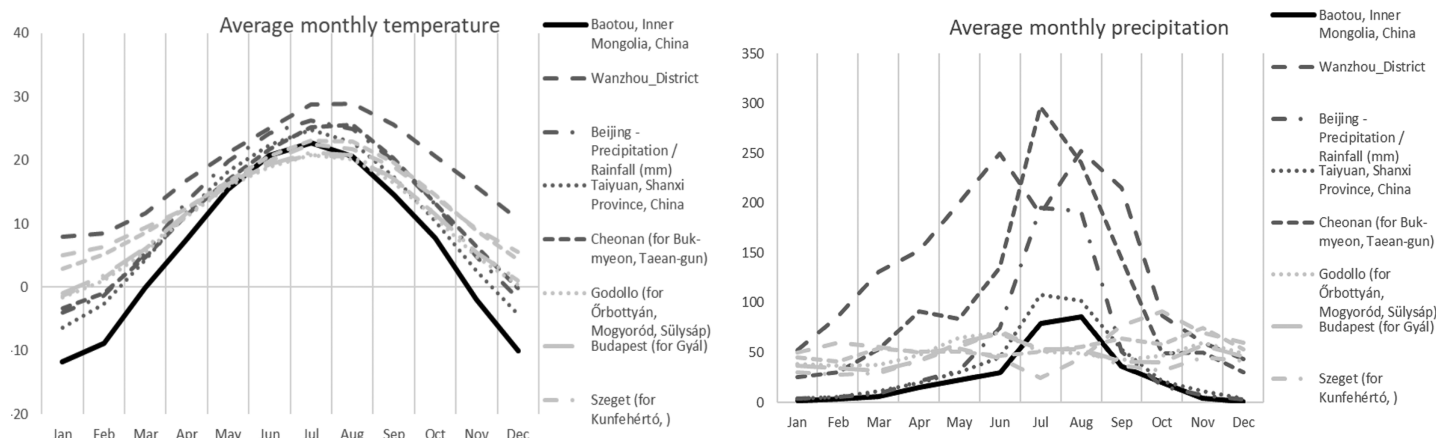 Average monthly temperature
40
30
20
10
0
-10
-20
Jan Feb Mar Apr May Jun Jul Aug Sep Oct Nov Dec
Baotou, Inner
Mongolia, China
Wanzhou_District
Beijing -
Precipitation /
Rainfall (mm)
Taiyuan, Shanxi
Province, China
Cheonan (for Buk-
myeon, Taean-gun)
Godollo (for
Őrbottyán,
Mogyoród, Sülysáp)
Budapest (for Gyál)
Szeget (for
Kunfehértó, )
Average monthly precipitation
350
300
250
200
150
100
50
0
Jan Feb Mar Apr May Jun Jul Aug Sep Oct Nov Dec
Baotou, Inner
Mongolia, China
Wanzhou_District
Beijing -
Precipitation /
Rainfall (mm)
Taiyuan, Shanxi
Province, China
Cheonan (for Buk-
myeon, Taean-gun)
Godollo (for
Őrbottyán,
Mogyoród, Sülysáp)
Budapest (for Gyál)
Szeget (for
Kunfehértó, )